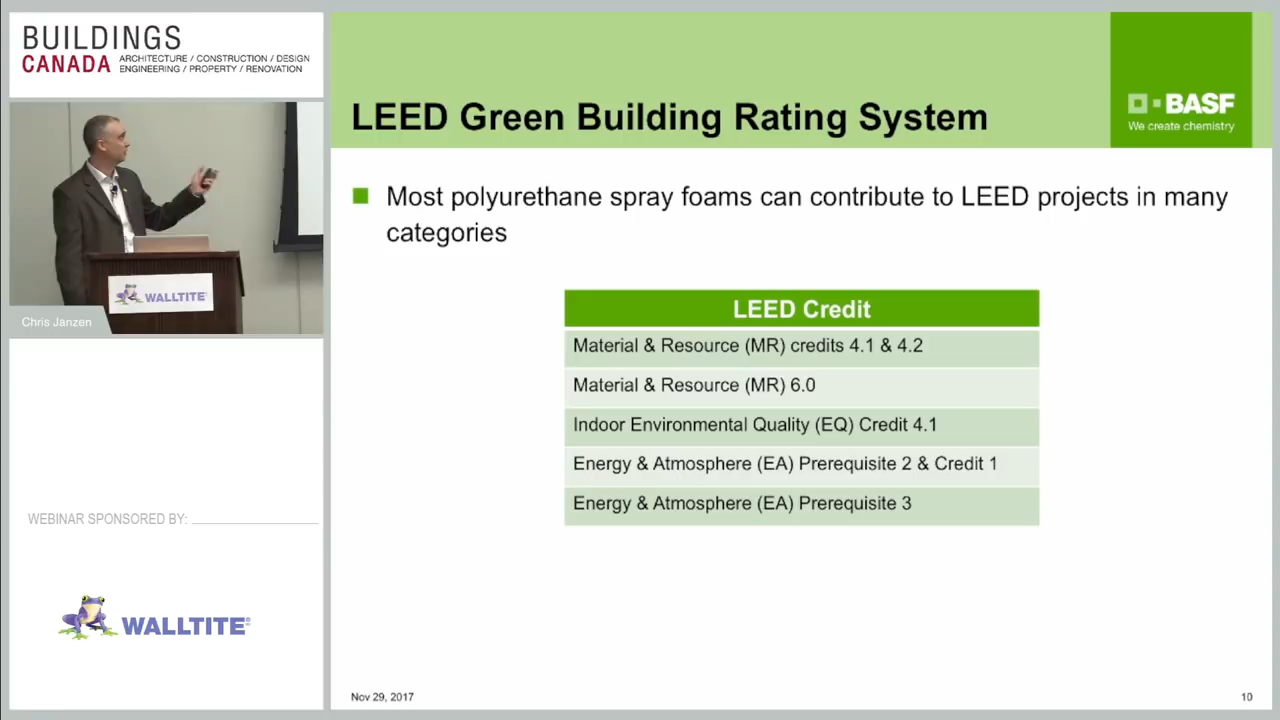 BUILDINGS
CANADA
ARCHITECTURE / CONSTRUCTION / DESIGN
ENGINEERING / PROPERTY / RENOVATION
WALLTITE
Chris Janzen
WEBINAR SPONSORED BY:
WALLTITE®
LEED Green Building Rating System
BASF
We create chemistry
Most polyurethane spray foams can contribute to LEED projects in many
categories
LEED Credit
Material & Resource (MR) credits 4.1 & 4.2
Material & Resource (MR) 6.0
Indoor Environmental Quality (EQ) Credit 4.1
Energy & Atmosphere (EA) Prerequisite 2 & Credit 1
Energy & Atmosphere (EA) Prerequisite 3
Nov 29, 2017
10